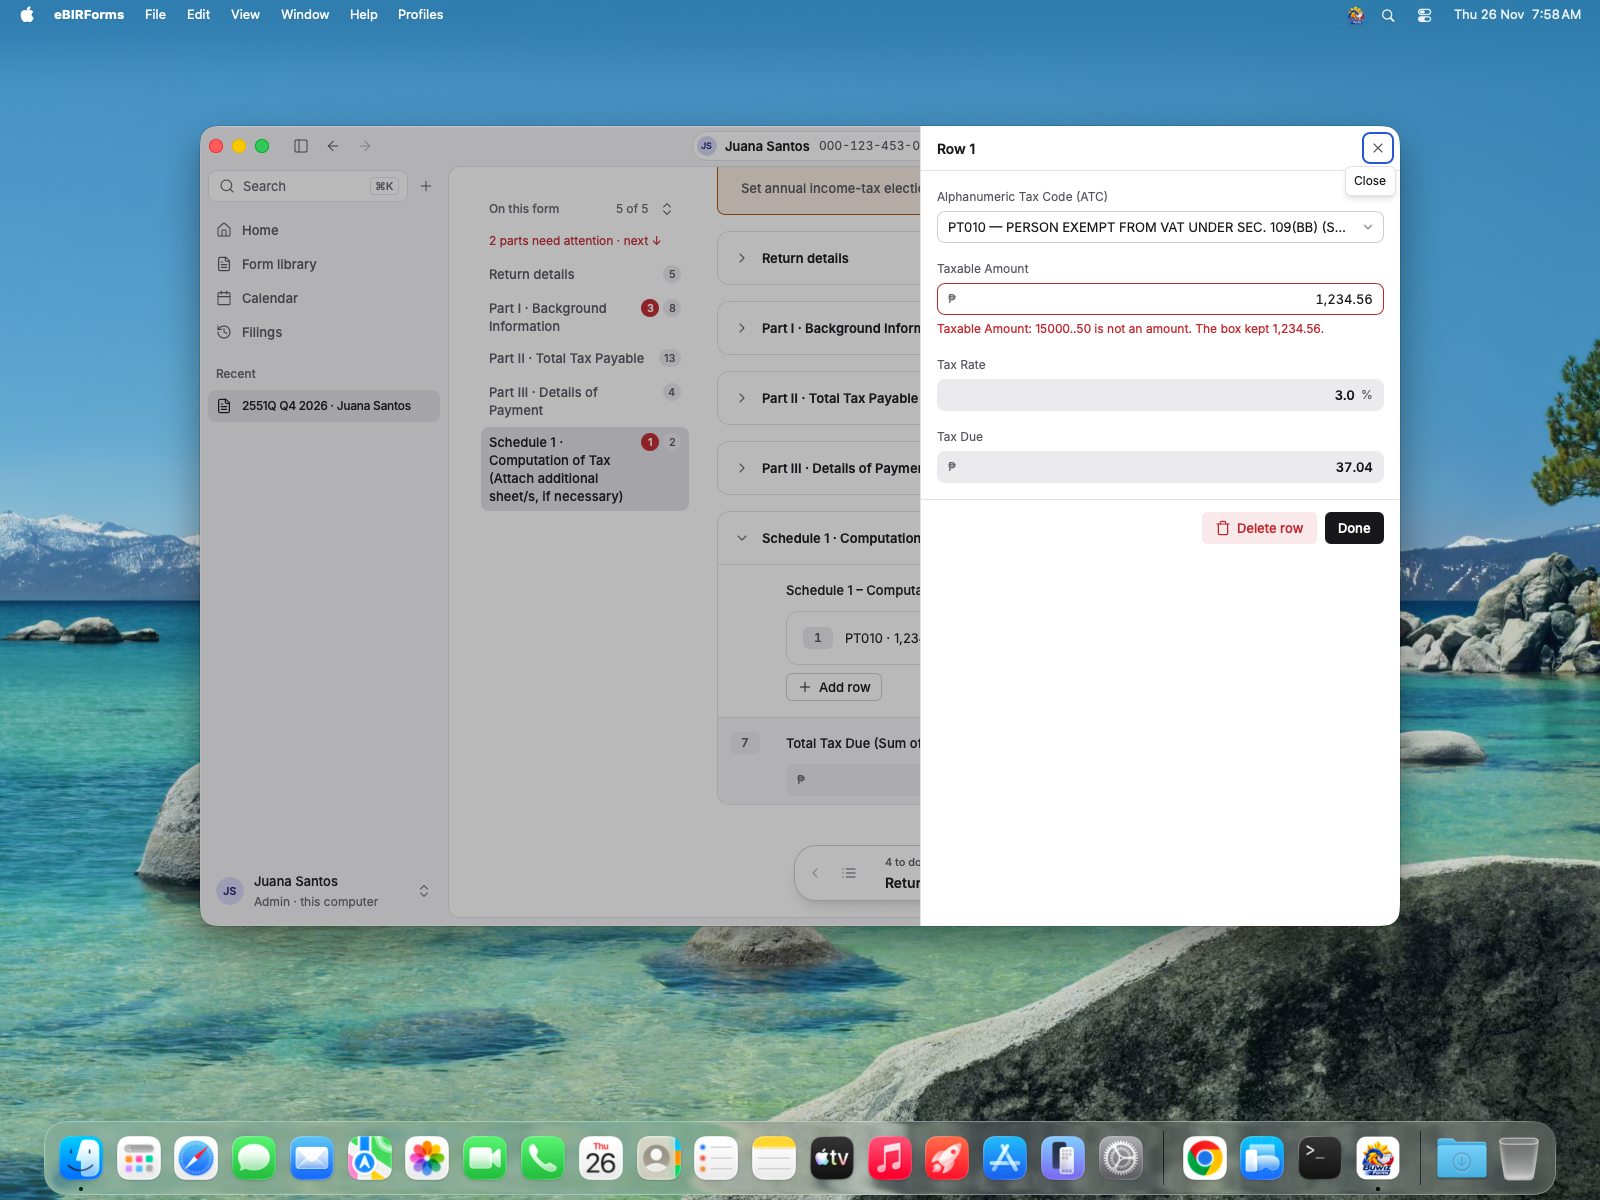 eBIRForms File Edit View Window Help Profiles
Thu 26 Nov 7:58 AM
JS Juana Santos 000-123-453-0
Search ⌘K
Home
Form library
Calendar
Filings
Recent
2551Q Q4 2026 · Juana Santos
JS
Juana Santos
Admin · this computer
On this form 5 of 5
2 parts need attention · next ↓
Return details 5
Part I · Background 3 8
Information
Part II · Total Tax Payable 13
Part III · Details of 4
Payment
Schedule 1 · 1 2
Computation of Tax
(Attach additional
sheet/s, if necessary)
Set annual income-tax electi
Return details
Part I · Background Inform
Part II · Total Tax Payable
Part III · Details of Paymen
Schedule 1 · Computation
Schedule 1 – Computa
1 PT010 · 1,23
Add row
7 Total Tax Due (Sum of
₱
4 to do
Retur
Row 1
Close
Alphanumeric Tax Code (ATC)
PT010 — PERSON EXEMPT FROM VAT UNDER SEC. 109(BB) (S...
Taxable Amount
₱ 1,234.56
Taxable Amount: 15000..50 is not an amount. The box kept 1,234.56.
Tax Rate
3.0 %
Tax Due
₱ 37.04
Delete row Done
Thu
26
tv